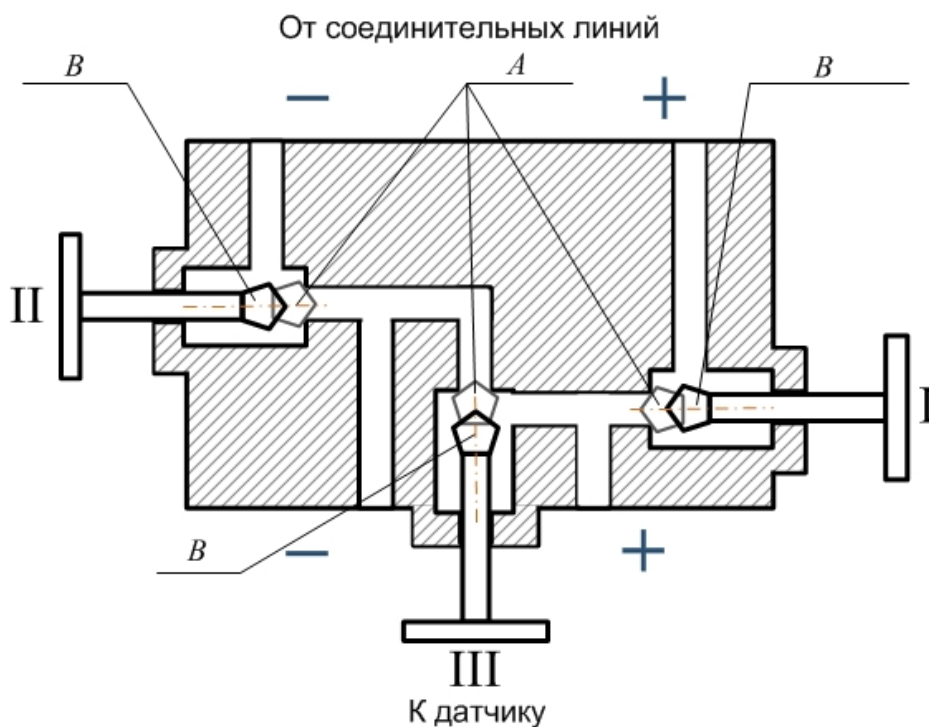 От соединительных линий
B A B
− +
II
I
B
− +
III
К датчику